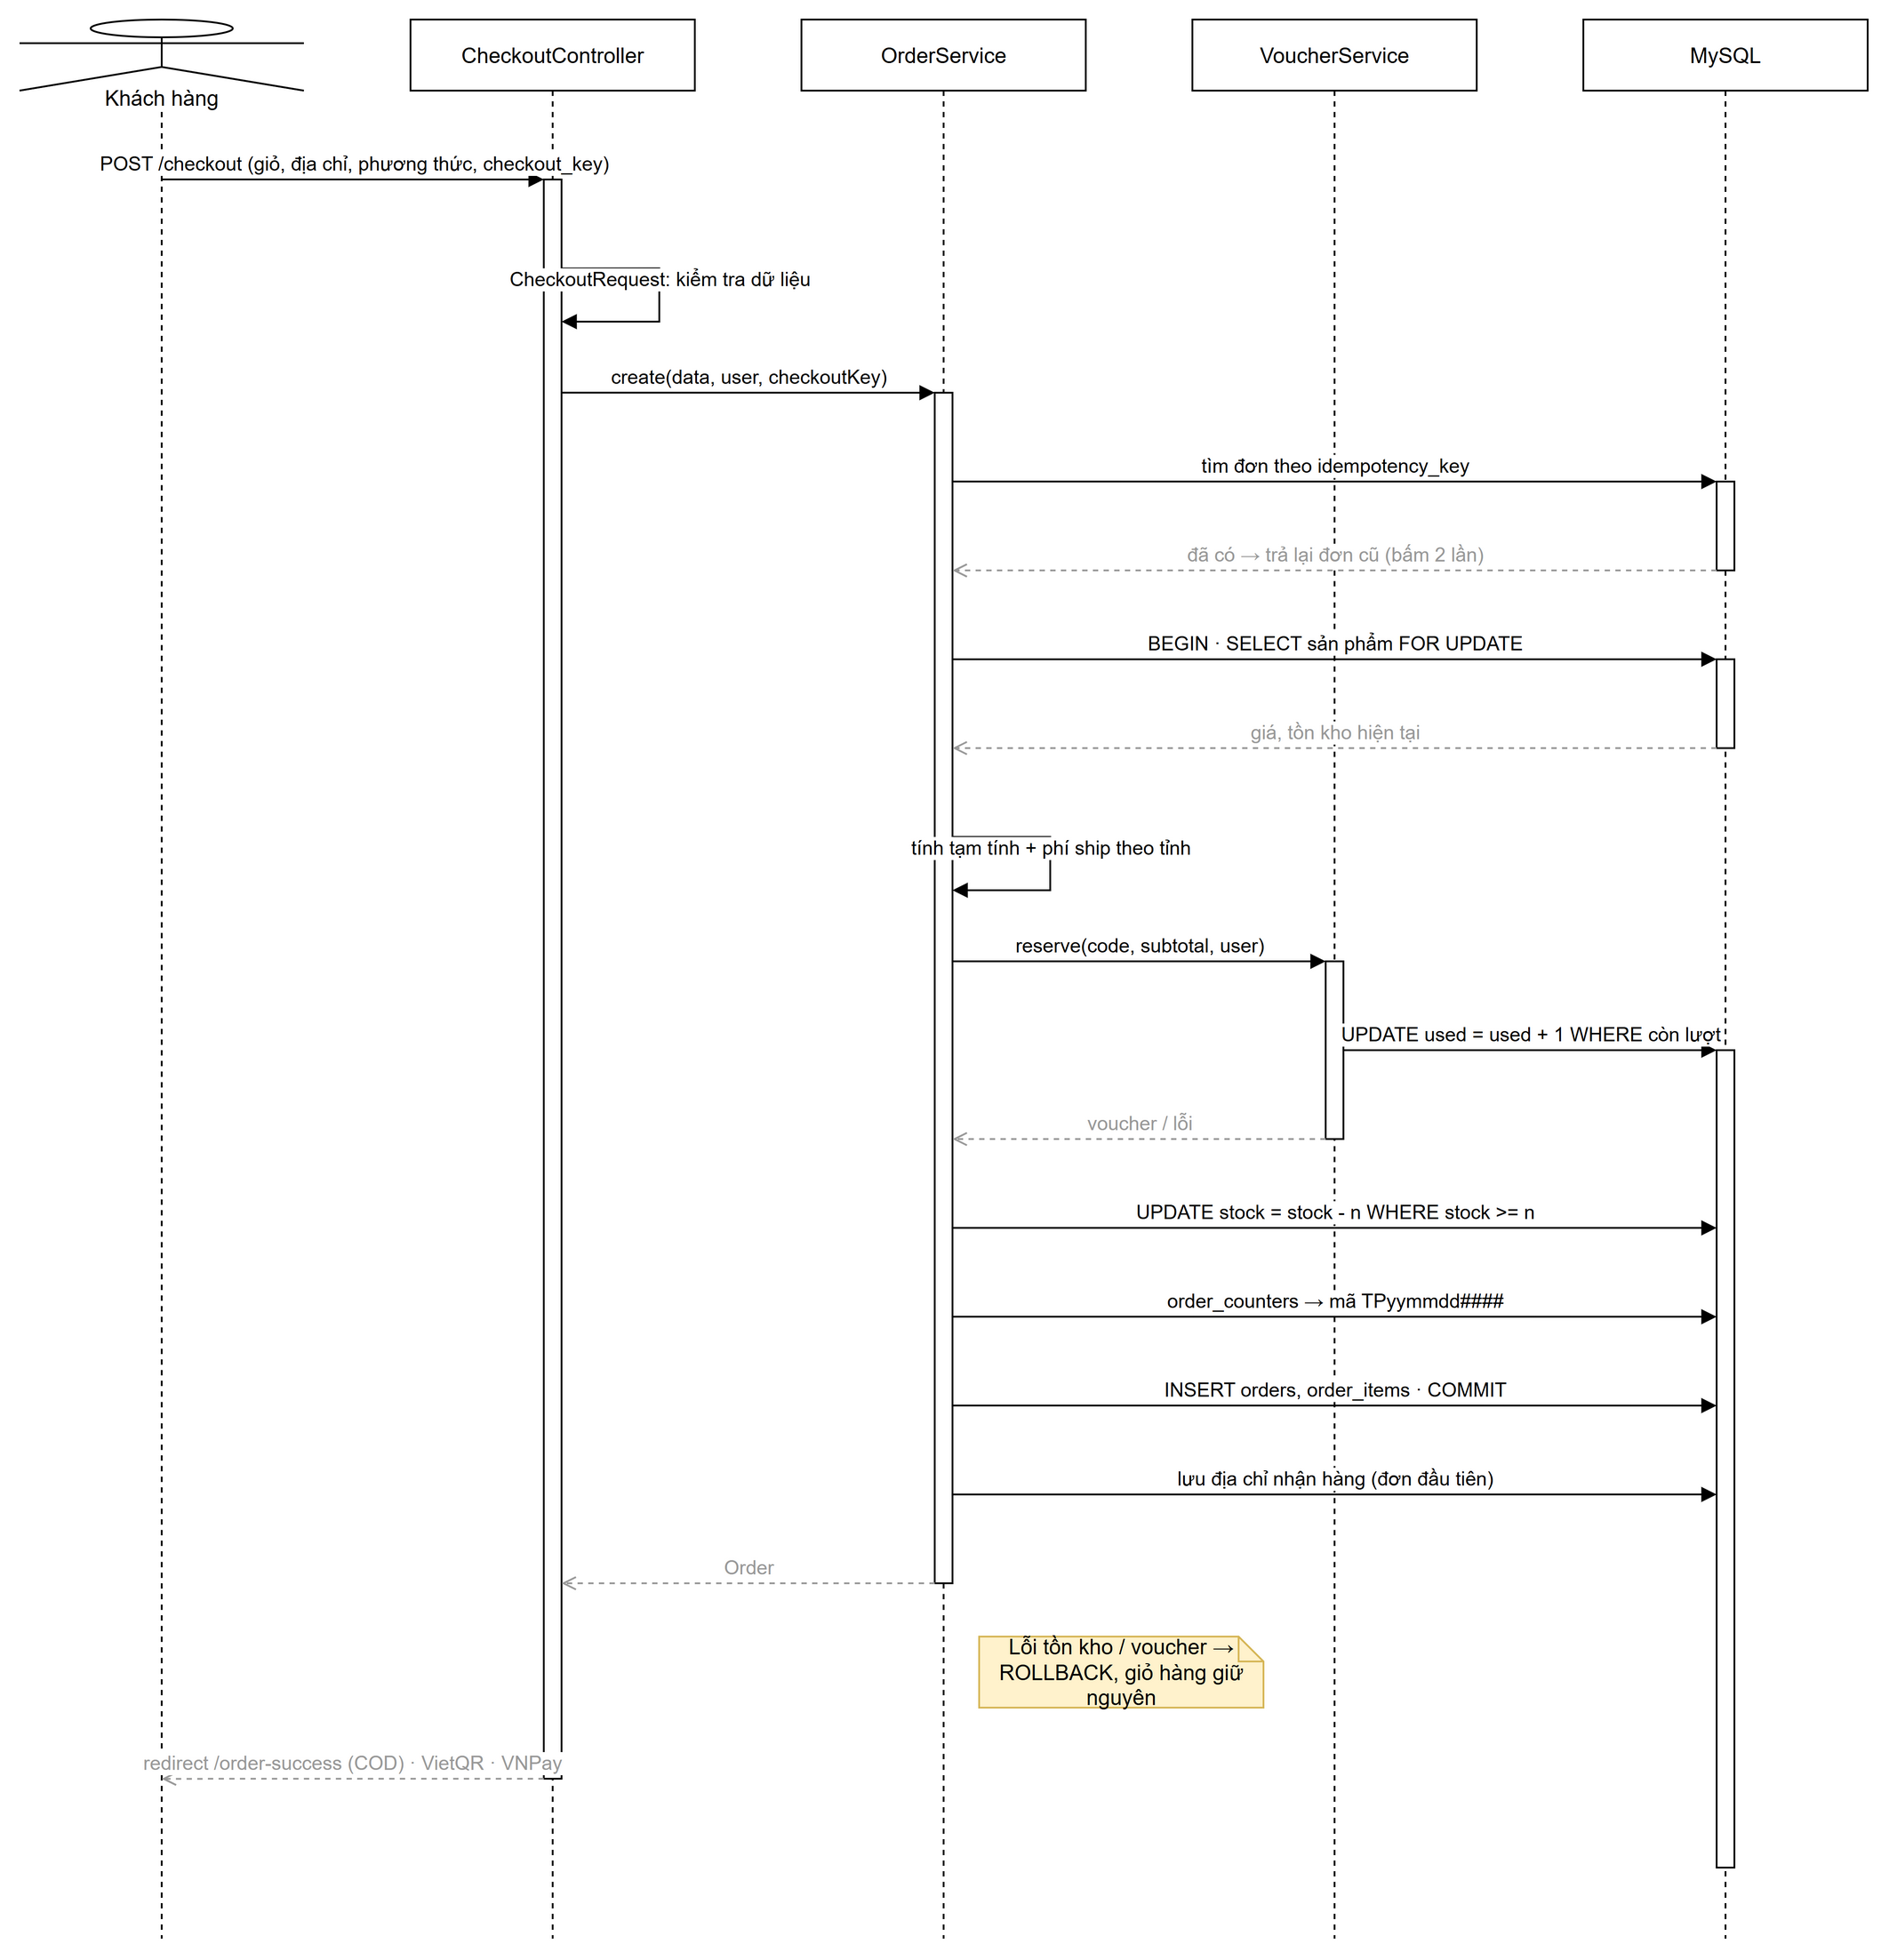 CheckoutController
OrderService
VoucherService
MySQL
Khách hàng
POST /checkout (giỏ, địa chỉ, phương thức, checkout_key)
CheckoutRequest: kiểm tra dữ liệu
create(data, user, checkoutKey)
tìm đơn theo idempotency_key
đã có → trả lại đơn cũ (bấm 2 lần)
BEGIN · SELECT sản phẩm FOR UPDATE
giá, tồn kho hiện tại
tính tạm tính + phí ship theo tỉnh
reserve(code, subtotal, user)
UPDATE used = used + 1 WHERE còn lượt
voucher / lỗi
UPDATE stock = stock - n WHERE stock >= n
order_counters → mã TPyymmdd####
INSERT orders, order_items · COMMIT
lưu địa chỉ nhận hàng (đơn đầu tiên)
Order
Lỗi tồn kho / voucher →
ROLLBACK, giỏ hàng giữ
nguyên
redirect /order-success (COD) · VietQR · VNPay